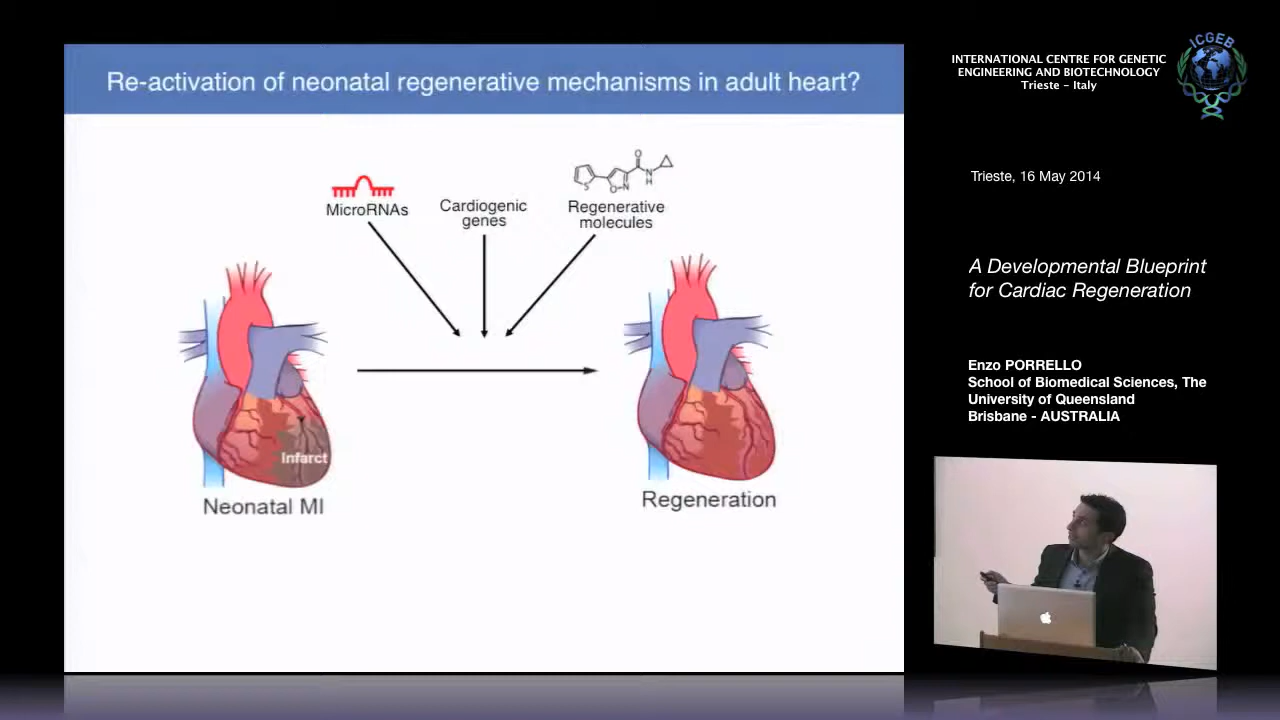 Re-activation of neonatal regenerative mechanisms in adult heart?
MicroRNAs
Cardiogenic
genes
O
S
O
N
N
H
Regenerative
molecules
Infarct
Neonatal MI
Regeneration
ICGEB
INTERNATIONAL CENTRE FOR GENETIC
ENGINEERING AND BIOTECHNOLOGY
Trieste - Italy
Trieste, 16 May 2014
A Developmental Blueprint
for Cardiac Regeneration
Enzo PORRELLO
School of Biomedical Sciences, The
University of Queensland
Brisbane - AUSTRALIA